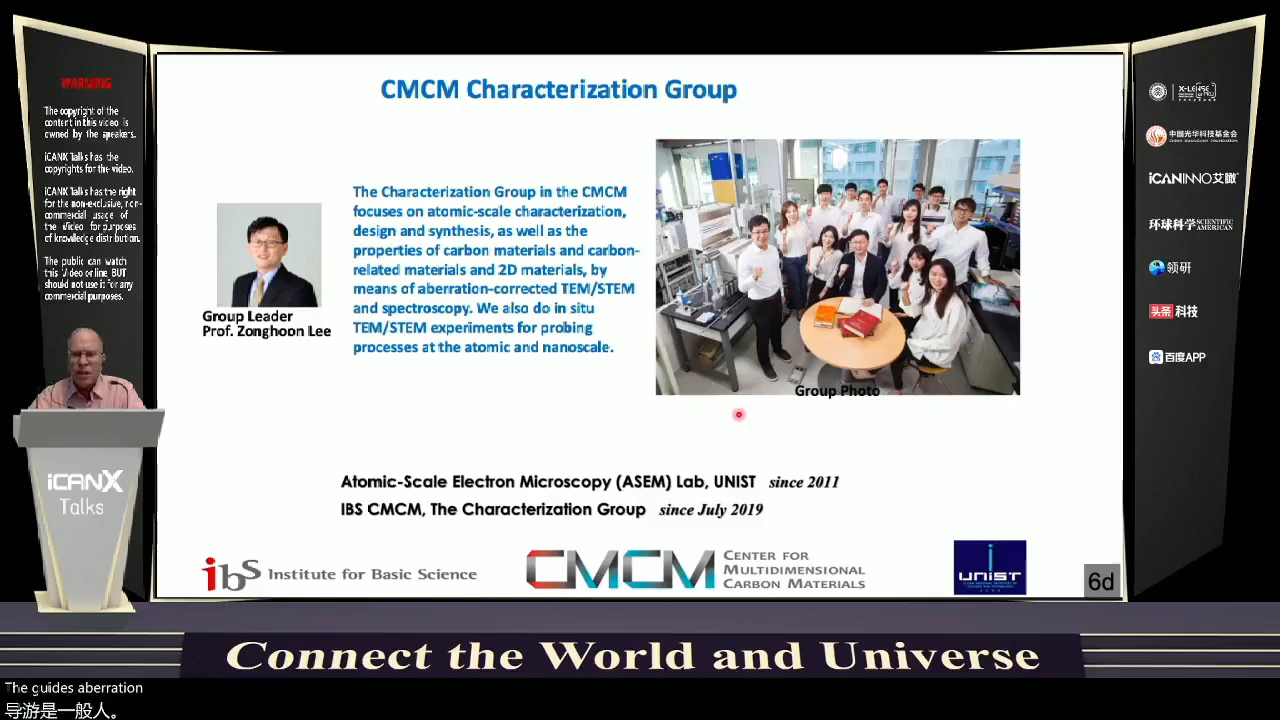 CMCM Characterization Group
WARNING
The copyright of the
content in this video is
owned by the speakers.
iCANX Talks has the
copyrights for the video.
iCANX Talks has the right
for the non-exclusive, non-
commercial usage of
the video for purposes
of knowledge distribution.
The public can watch
this video online, BUT
should not use it for any
commercial purposes.
The Characterization Group in the CMCM
focuses on atomic-scale characterization,
design and synthesis, as well as the
properties of carbon materials and carbon-
related materials and 2D materials, by
means of aberration-corrected TEM/STEM
and spectroscopy. We also do in situ
TEM/STEM experiments for probing
processes at the atomic and nanoscale.
Group Leader
Prof. Zonghoon Lee
Group Photo
Atomic-Scale Electron Microscopy (ASEM) Lab, UNIST since 2011
IBS CMCM, The Characterization Group since July 2019
ibS Institute for Basic Science
CMCM CENTER FOR
MULTIDIMENSIONAL
CARBON MATERIALS
UNIST
6d
X-LENSE
中国光华科技基金会
iCANINNO艾瞰
环球科学 SCIENTIFIC
AMERICAN
领研
头条 科技
百度APP
iCANX
Talks
Connect the World and Universe
The guides aberration
导游是一般人。